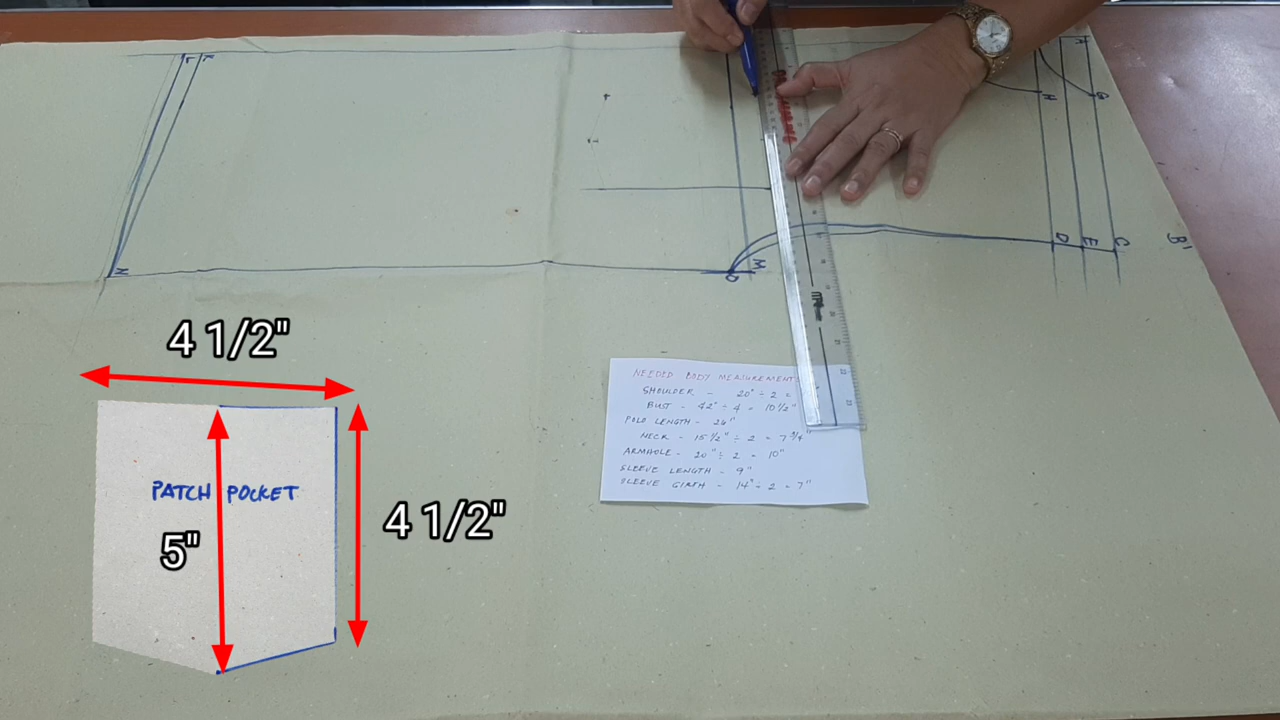 L K
H
G
D E C
B'
M
N
4 1/2"
PATCH POCKET
5"
4 1/2"
NEEDED BODY MEASUREMENT
SHOULDER - 20" ÷ 2 =
BUST - 42" ÷ 4 = 10 1/2"
POLO LENGTH - 26"
NECK - 15 1/2" ÷ 2 = 7 3/4"
ARMHOLE - 20" ÷ 2 = 10"
SLEEVE LENGTH - 9"
SLEEVE GIRTH - 14" ÷ 2 = 7"